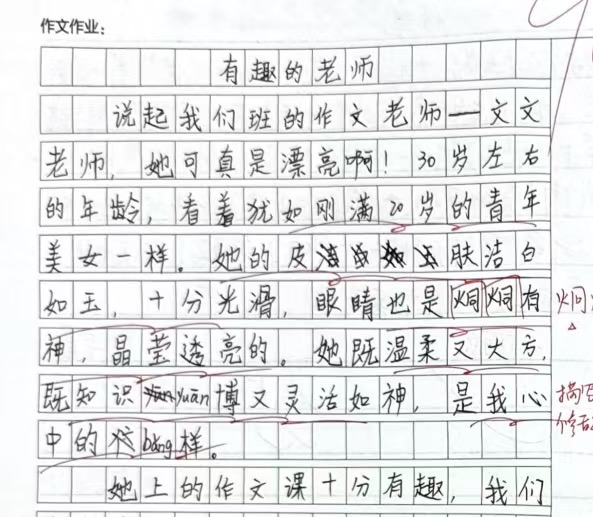 作文作业：
有趣的老师
说起我们班的作文老师——文文
老师，她可真是漂亮啊！30岁左右
的年龄，看着犹如刚满20岁的青年
美女一样。她的皮肤洁白
如玉，十分光滑，眼睛也是炯炯有
神，晶莹透亮的。她既温柔又大方，
既知识yuān博又灵活如神，是我心
中的bǎng样。
她上的作文课十分有趣，我们
炯